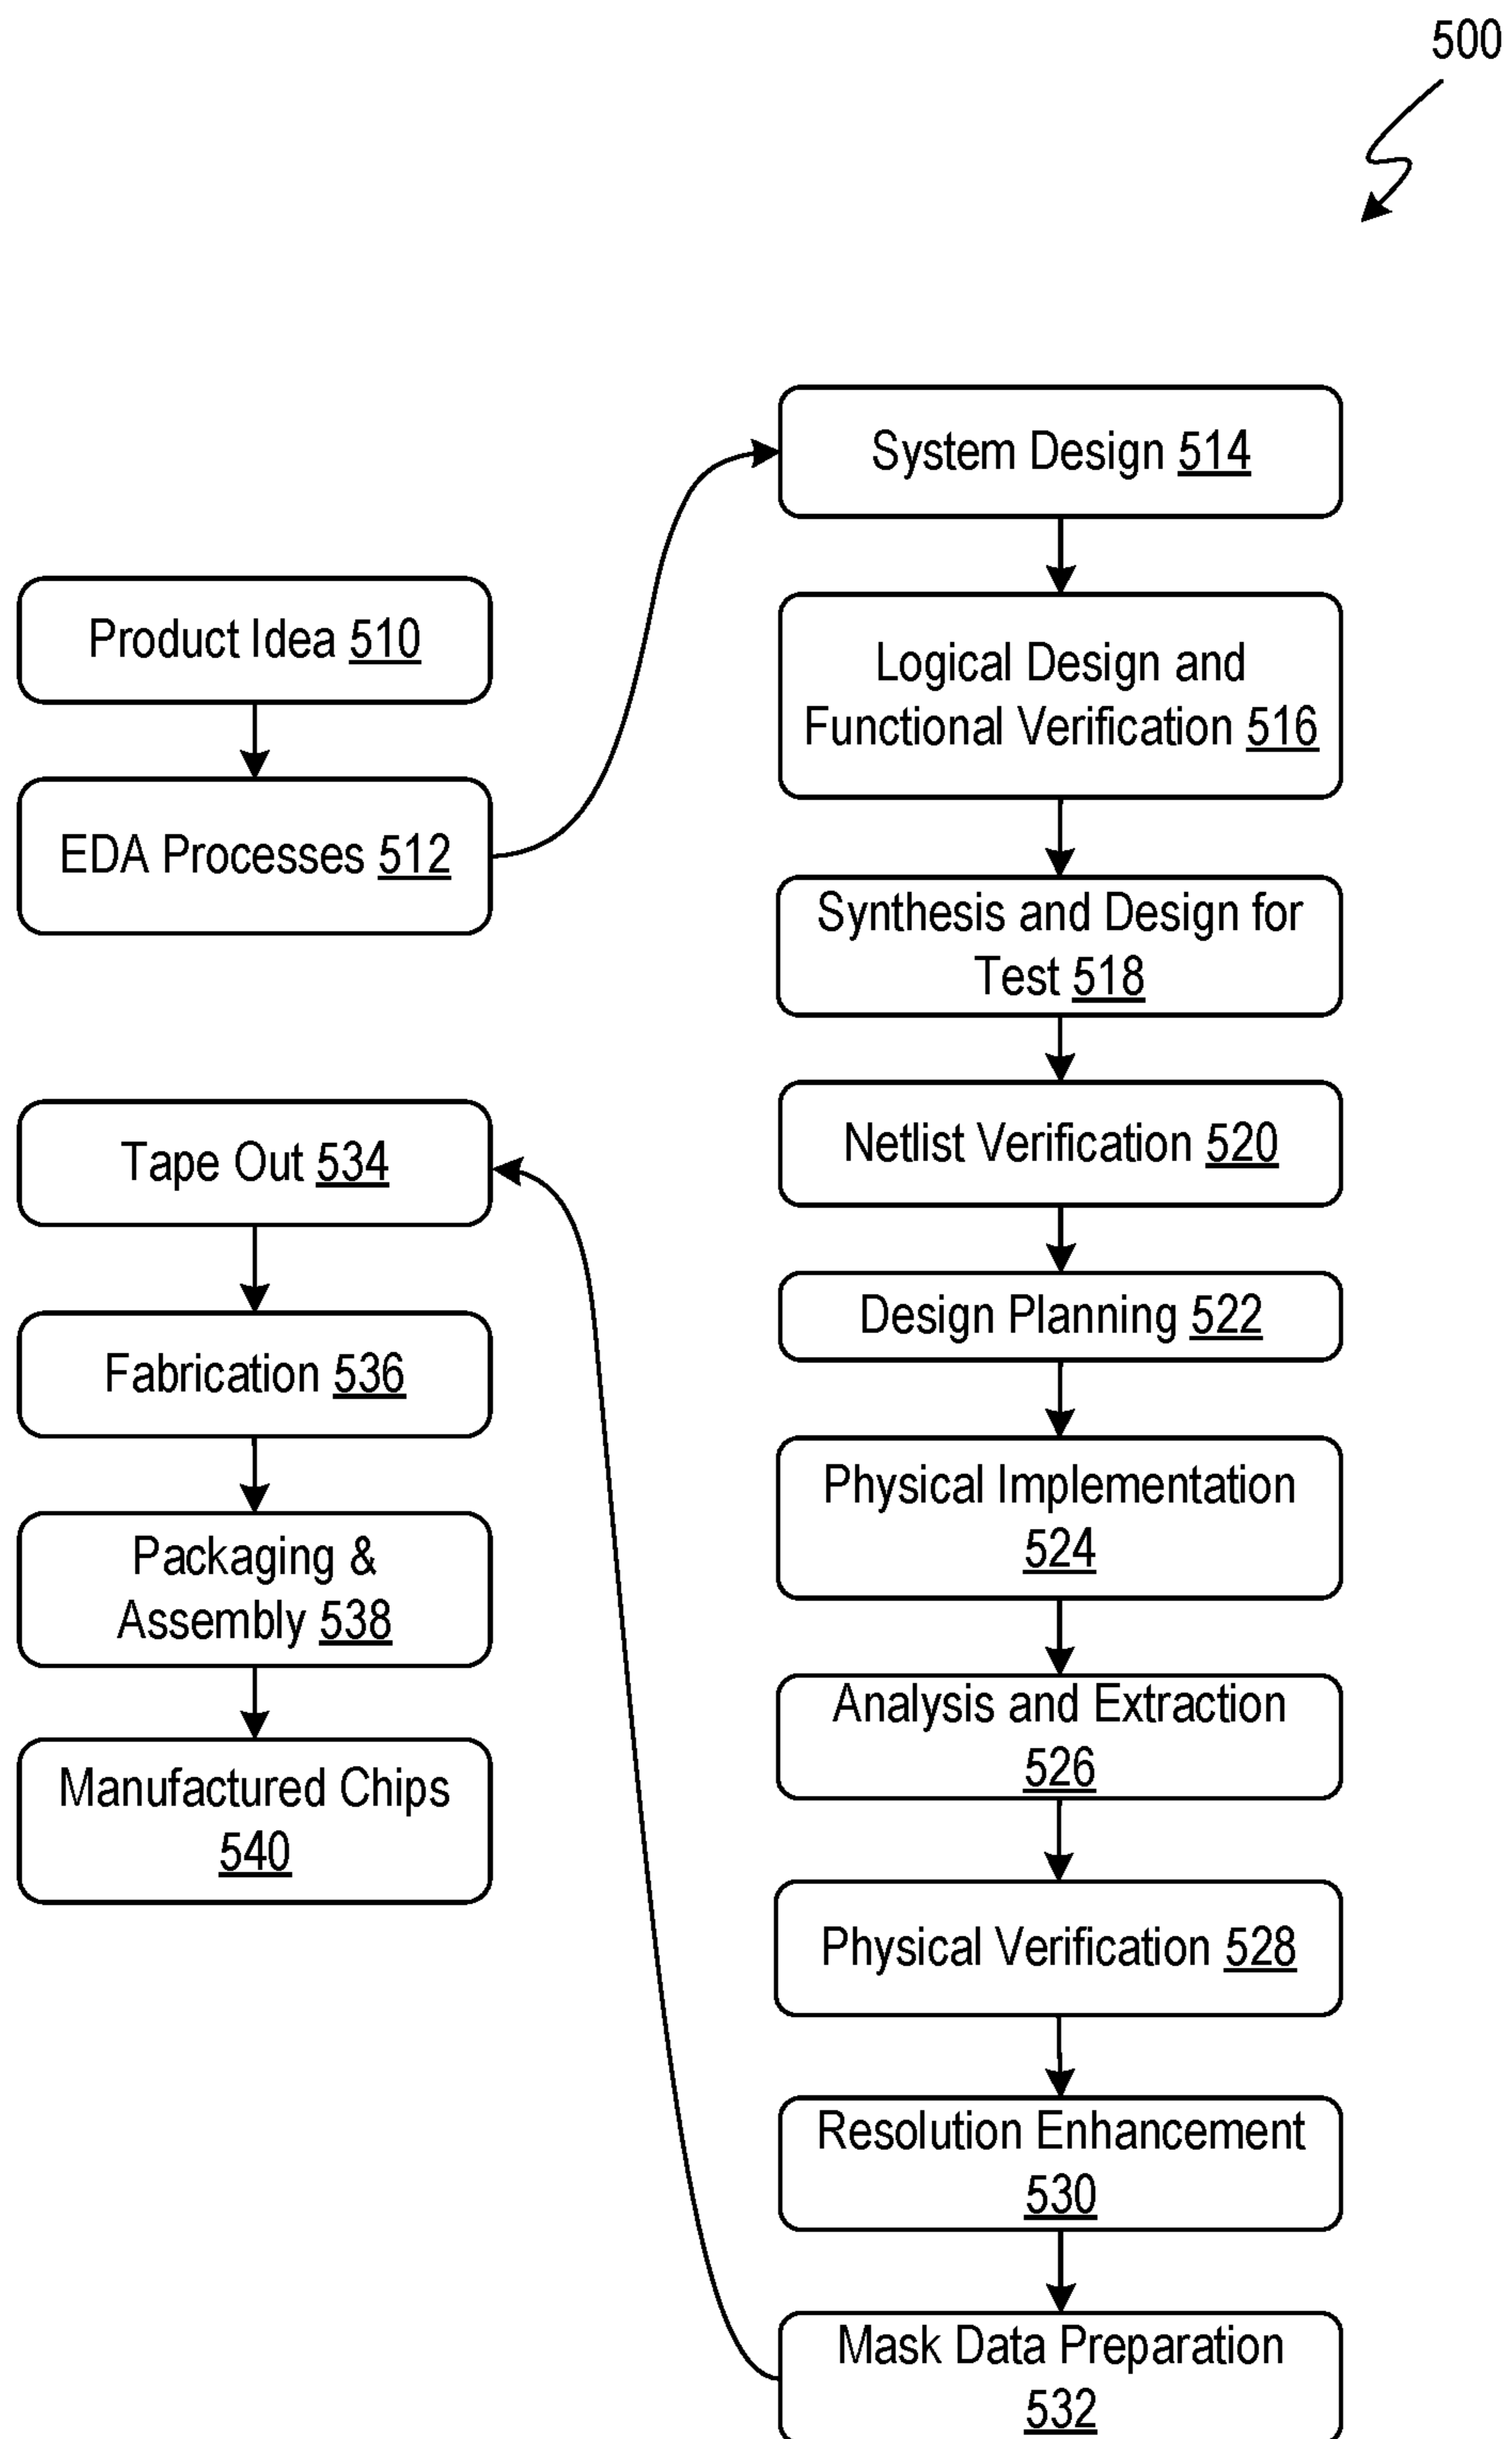 500
Product Idea 510
EDA Processes 512
System Design 514
Logical Design and
Functional Verification 516
Synthesis and Design for
Test 518
Netlist Verification 520
Design Planning 522
Physical Implementation
524
Analysis and Extraction
526
Physical Verification 528
Resolution Enhancement
530
Mask Data Preparation
532
Tape Out 534
Fabrication 536
Packaging &
Assembly 538
Manufactured Chips
540